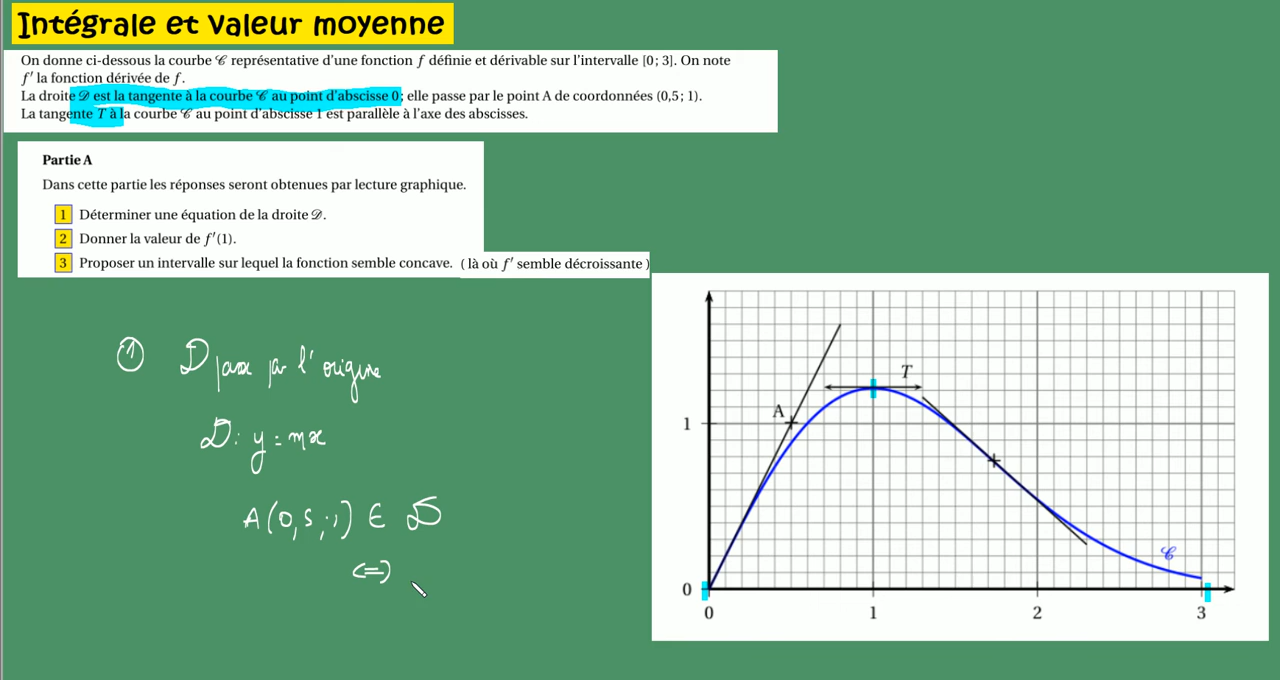 Intégrale et valeur moyenne
On donne ci-dessous la courbe 𝒞 représentative d'une fonction f définie et dérivable sur l'intervalle [0; 3]. On note
f' la fonction dérivée de f.
La droite 𝒟 est la tangente à la courbe 𝒞 au point d'abscisse 0; elle passe par le point A de coordonnées (0,5; 1).
La tangente T à la courbe 𝒞 au point d'abscisse 1 est parallèle à l'axe des abscisses.
Partie A
Dans cette partie les réponses seront obtenues par lecture graphique.
1 Déterminer une équation de la droite 𝒟.
2 Donner la valeur de f'(1).
3 Proposer un intervalle sur lequel la fonction semble concave. ( là où f' semble décroissante )
① D passe par l'origine
D: y = mx
A(0,5 ; 1) ∈ D
<=>
T
A
1
𝒞
0
0 1 2 3